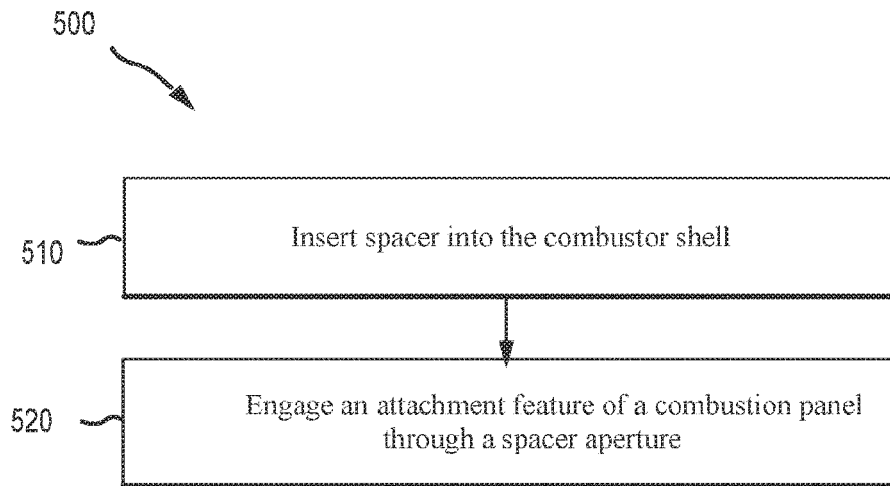 500
510
Insert spacer into the combustor shell
520
Engage an attachment feature of a combustion panel
through a spacer aperture